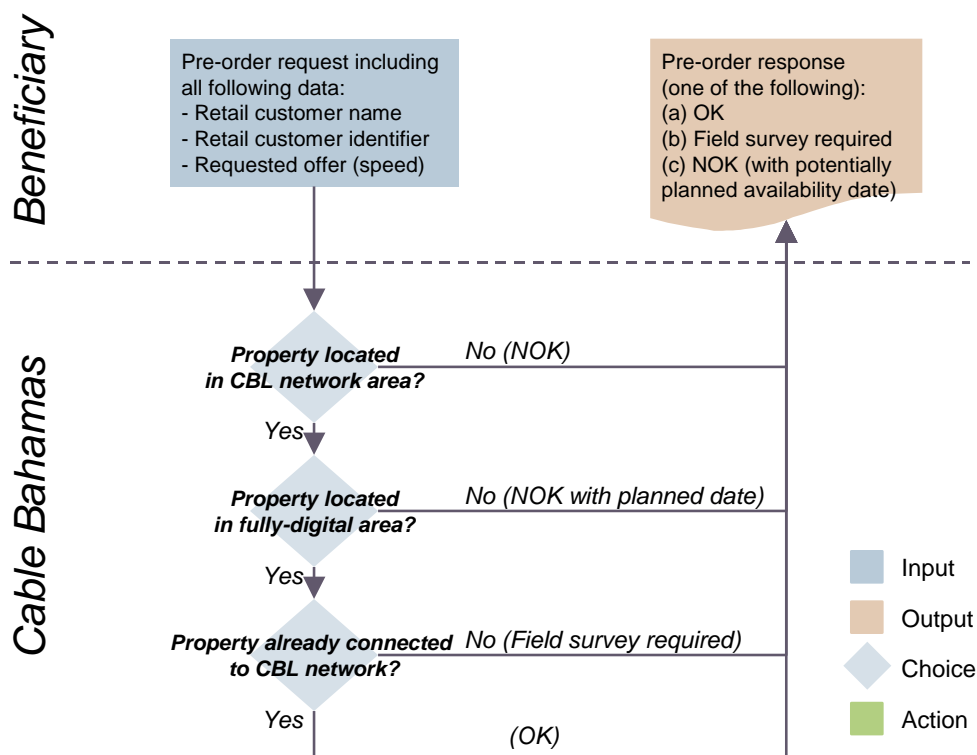 Beneficiary
Pre-order request including
all following data:
- Retail customer name
- Retail customer identifier
- Requested offer (speed)
Pre-order response
(one of the following):
(a) OK
(b) Field survey required
(c) NOK (with potentially
planned availability date)
Cable Bahamas
Property located
in CBL network area?
No (NOK)
Yes
Property located
in fully-digital area?
No (NOK with planned date)
Yes
Property already connected
to CBL network?
No (Field survey required)
Yes
(OK)
Input
Output
Choice
Action